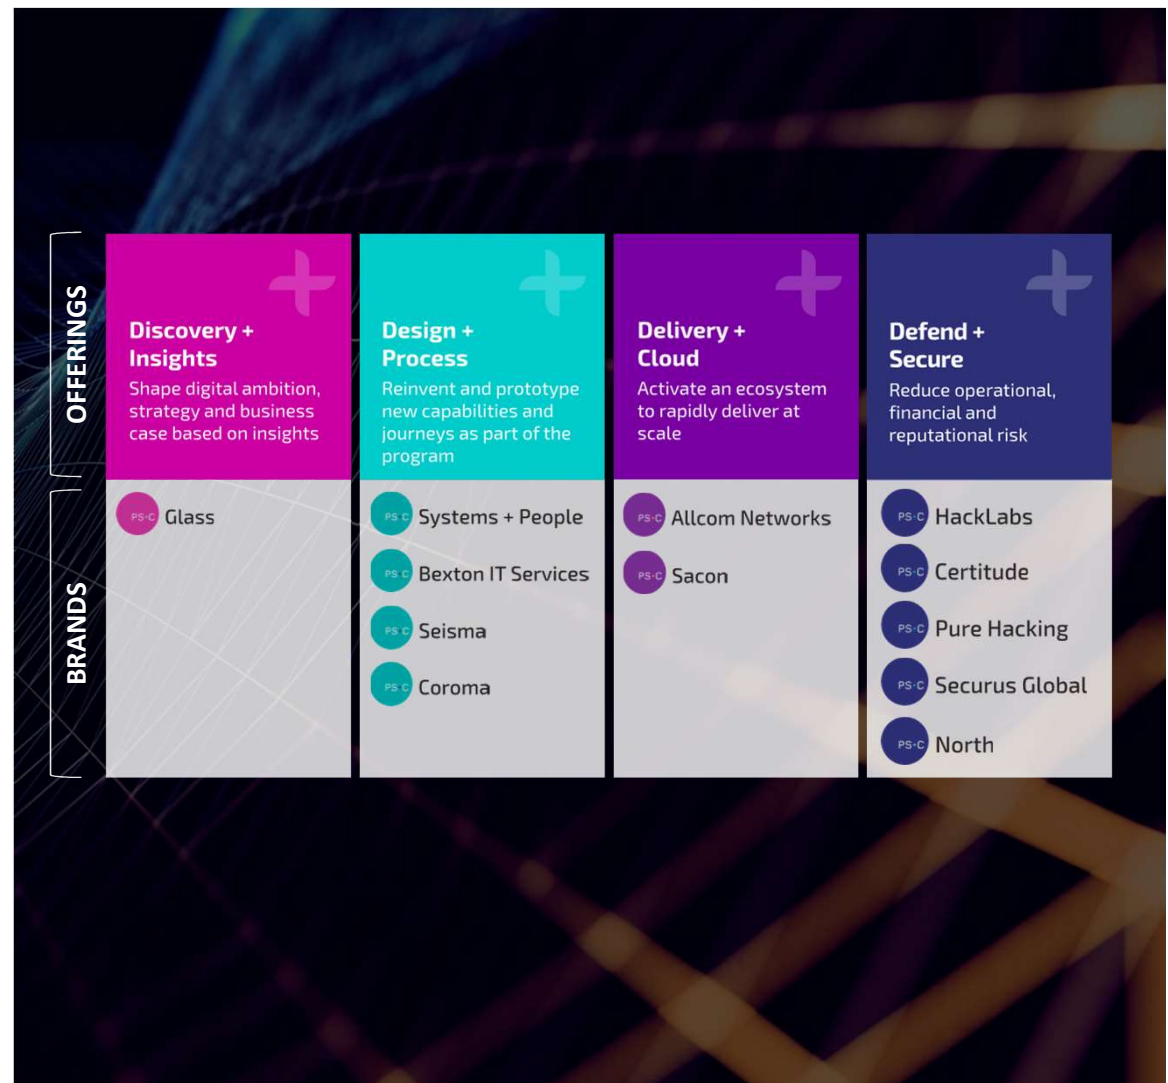 OFFERINGS
Discovery +
Insights
Shape digital ambition,
strategy and business
case based on insights
Design +
Process
Reinvent and prototype
new capabilities and
journeys as part of the
program
Delivery +
Cloud
Activate an ecosystem
to rapidly deliver at
scale
Defend +
Secure
Reduce operational,
financial and
reputational risk
BRANDS
PS+C Glass
PS+C Systems + People
PS+C Bexton IT Services
PS+C Seisma
PS+C Coroma
PS+C Allcom Networks
PS+C Sacon
PS+C HackLabs
PS+C Certitude
PS+C Pure Hacking
PS+C Securus Global
PS+C North